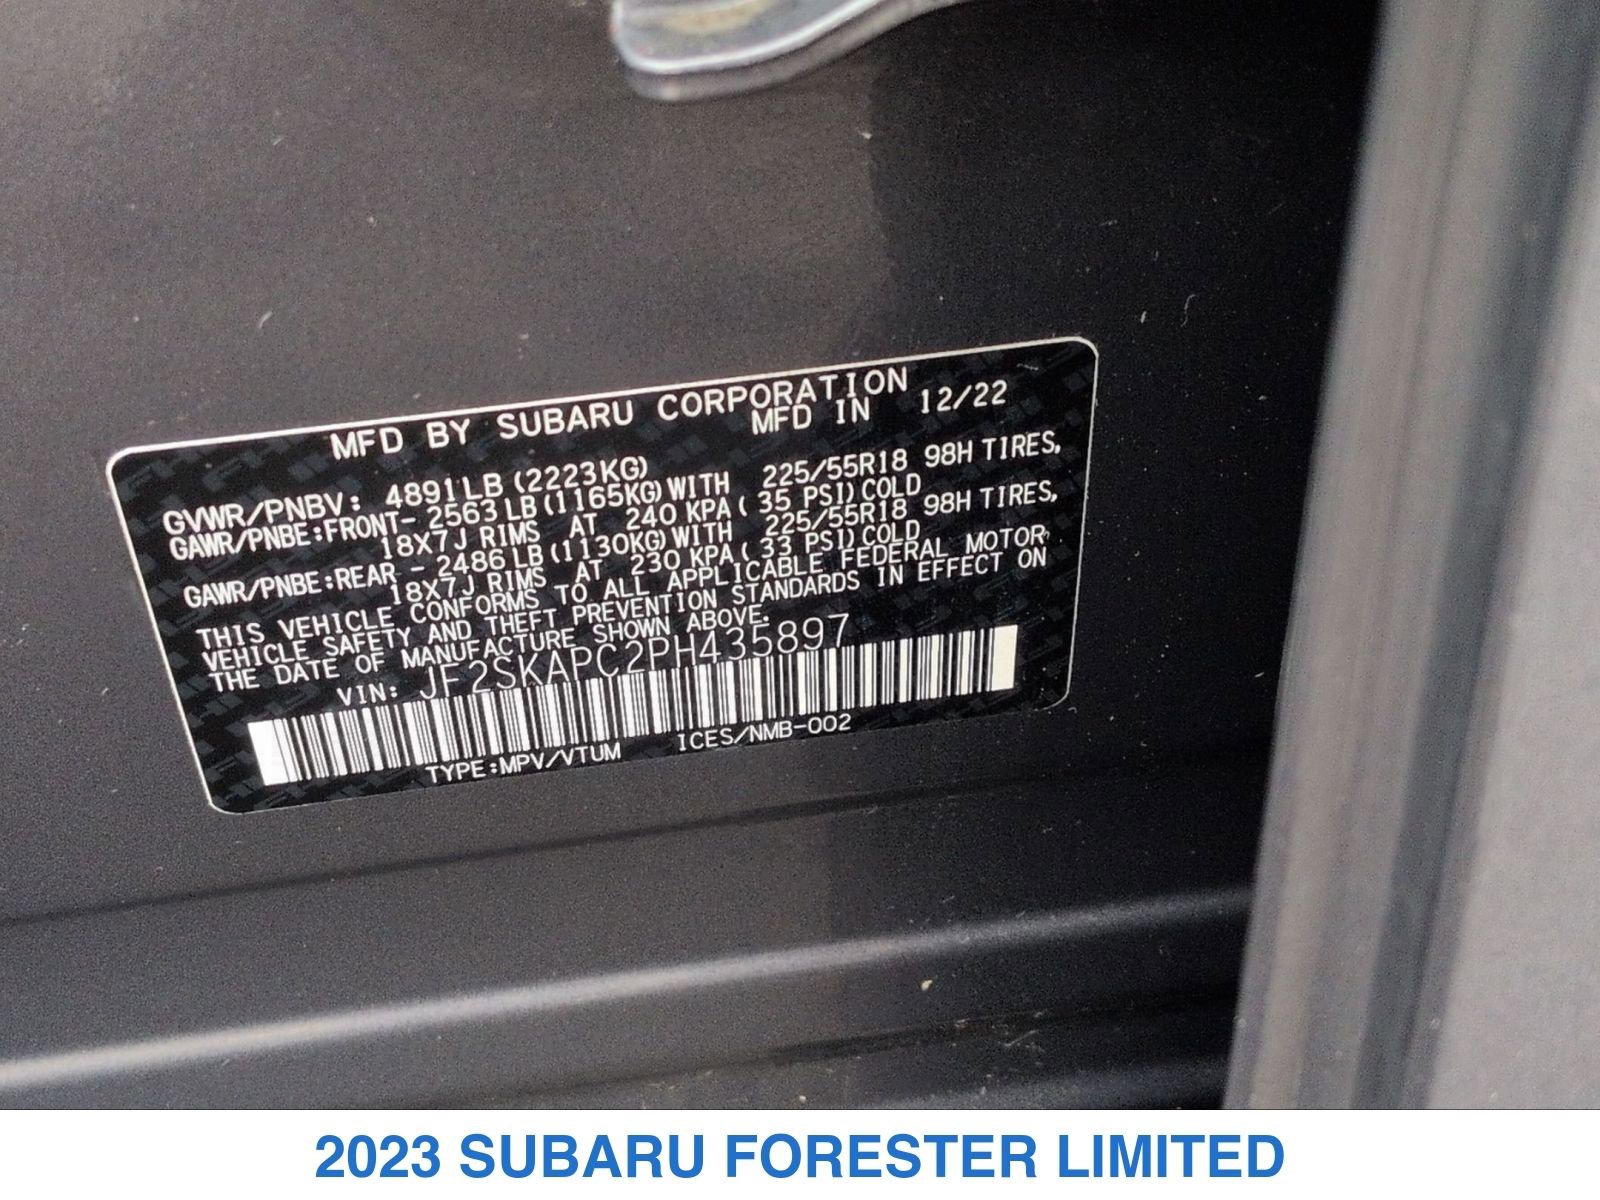 MFD BY SUBARU CORPORATION
MFD IN 12/22
GVWR/PNBV: 4891LB (2223KG)
GAWR/PNBE:FRONT- 2563LB(1165KG)WITH 225/55R18 98H TIRES,
18X7J RIMS AT 240 KPA( 35 PSI)COLD
GAWR/PNBE:REAR - 2486LB(1130KG)WITH 225/55R18 98H TIRES,
18X7J RIMS AT 230 KPA( 33 PSI)COLD
THIS VEHICLE CONFORMS TO ALL APPLICABLE FEDERAL MOTOR
VEHICLE SAFETY AND THEFT PREVENTION STANDARDS IN EFFECT ON
THE DATE OF MANUFACTURE SHOWN ABOVE.
VIN: JF2SKAPC2PH435897
TYPE:MPV/VTUM ICES/NMB-002
2023 SUBARU FORESTER LIMITED